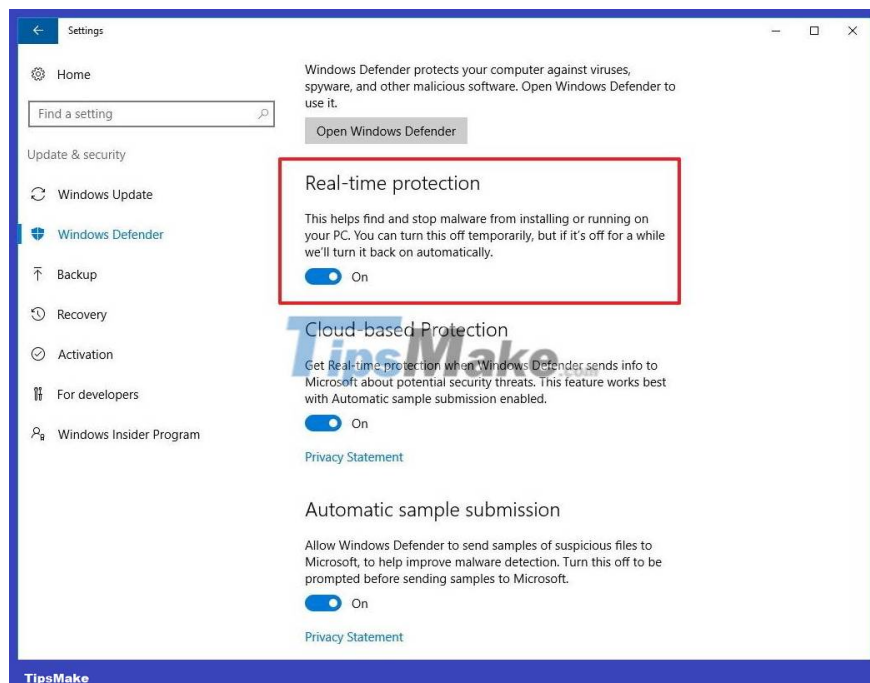 Settings
Home
Find a setting
Update & security
Windows Update
Windows Defender
Backup
Recovery
Activation
For developers
Windows Insider Program
Windows Defender protects your computer against viruses,
spyware, and other malicious software. Open Windows Defender to
use it.
Open Windows Defender
Real-time protection
This helps find and stop malware from installing or running on
your PC. You can turn this off temporarily, but if it's off for a while
we'll turn it back on automatically.
On
Cloud-based Protection
TipsMake.com
Get Real-time protection when Windows Defender sends info to
Microsoft about potential security threats. This feature works best
with Automatic sample submission enabled.
On
Privacy Statement
Automatic sample submission
Allow Windows Defender to send samples of suspicious files to
Microsoft, to help improve malware detection. Turn this off to be
prompted before sending samples to Microsoft.
On
Privacy Statement
TipsMake